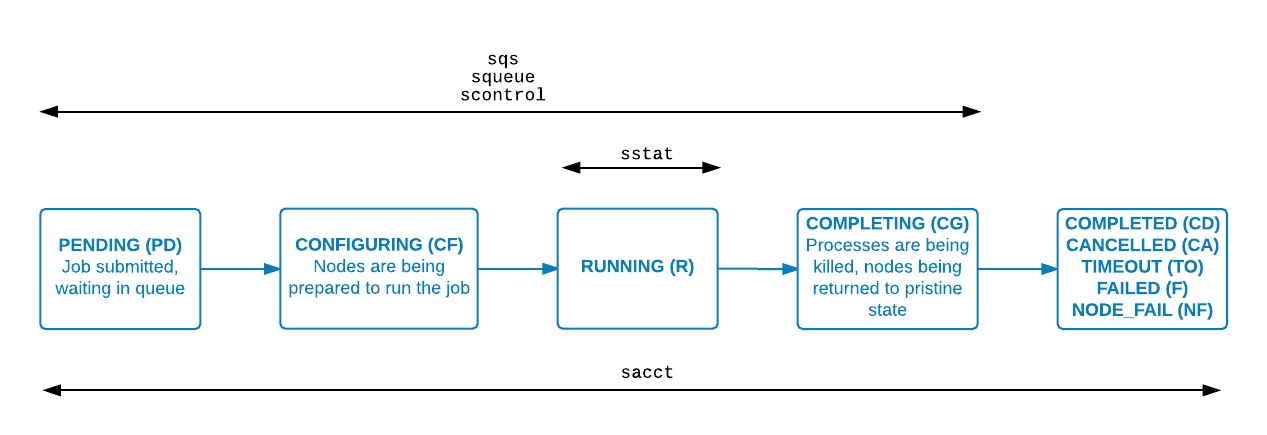 sqs
squeue
scontrol
sstat
PENDING (PD)
Job submitted,
waiting in queue
CONFIGURING (CF)
Nodes are being
prepared to run the job
RUNNING (R)
COMPLETING (CG)
Processes are being
killed, nodes being
returned to pristine
state
COMPLETED (CD)
CANCELLED (CA)
TIMEOUT (TO)
FAILED (F)
NODE_FAIL (NF)
sacct